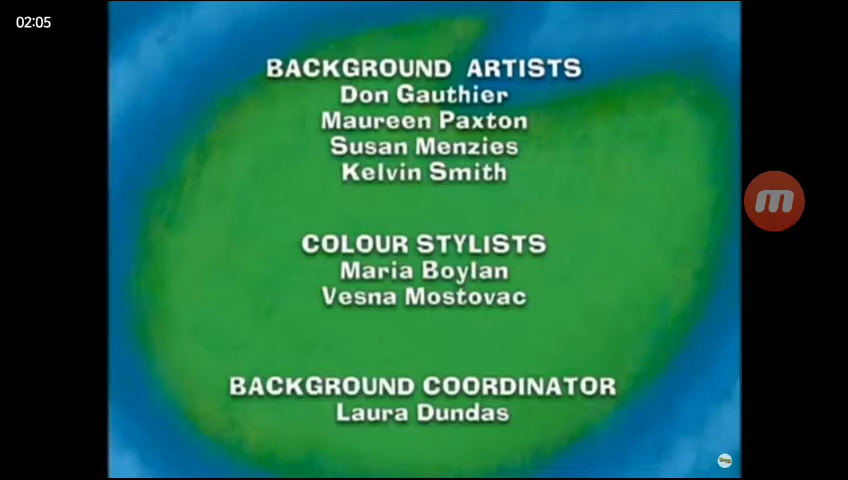 02:05
BACKGROUND ARTISTS
Don Gauthier
Maureen Paxton
Susan Menzies
Kelvin Smith
COLOUR STYLISTS
Maria Boylan
Vesna Mostovac
BACKGROUND COORDINATOR
Laura Dundas